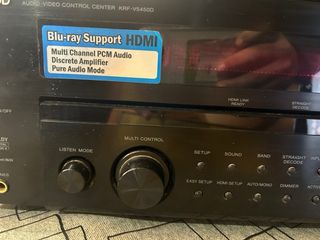 AUDIO VIDEO CONTROL CENTER KRF-V5450D
Blu-ray Support HDMI
Multi Channel PCM Audio
Discrete Amplifier
Pure Audio Mode
HDMI LINK
READY
STRAIGHT
DECODE
/OFF
LISTEN MODE
MULTI CONTROL
SETUP
SOUND
BAND
STRAIGHT
DECODE
EASY SETUP
HDMI SETUP
AUTO/MONO
DIMMER
ACTIVE